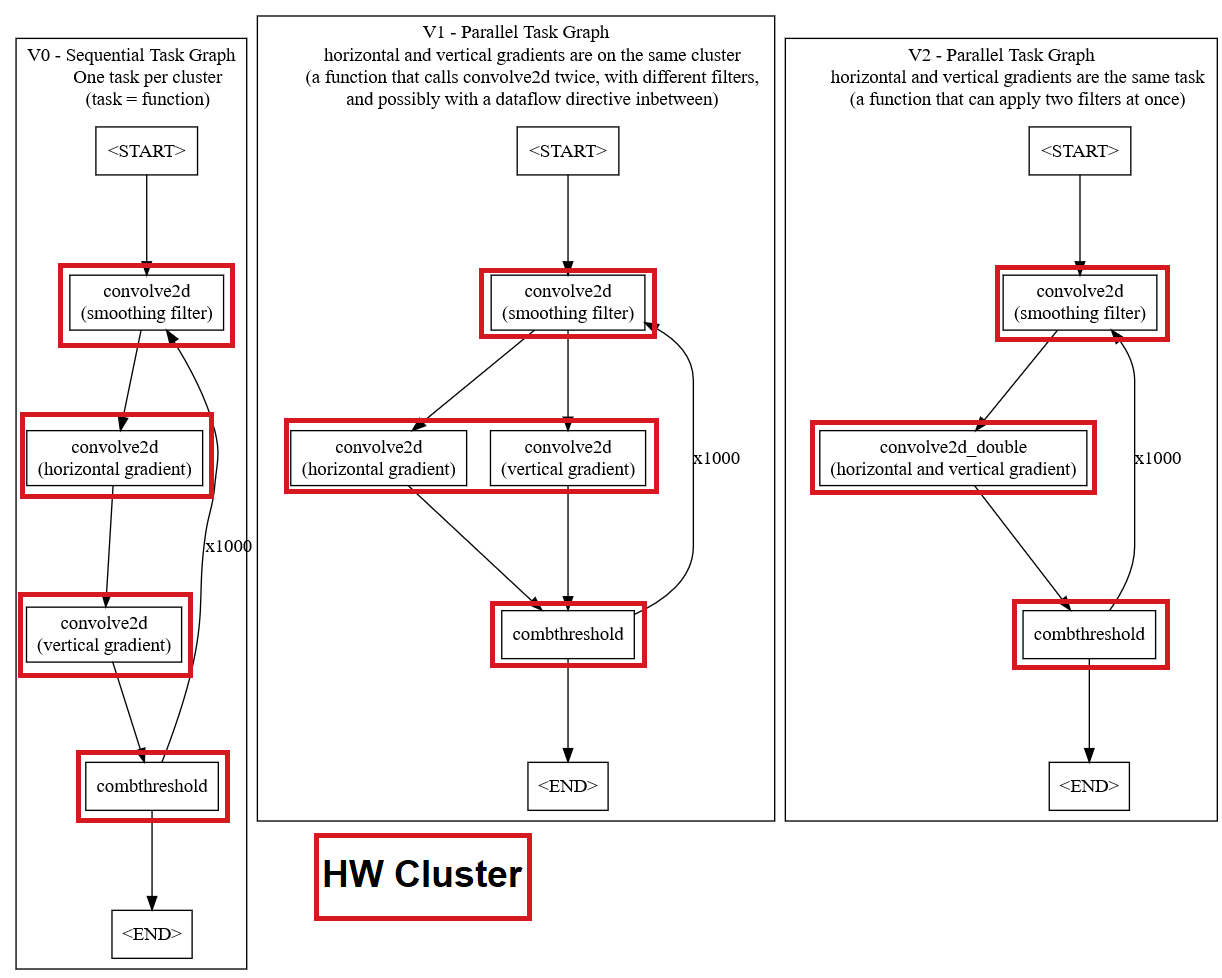 V0 - Sequential Task Graph
One task per cluster
(task = function)
<START>
convolve2d
(smoothing filter)
convolve2d
(horizontal gradient)
x1000
convolve2d
(vertical gradient)
combthreshold
<END>
V1 - Parallel Task Graph
horizontal and vertical gradients are on the same cluster
(a function that calls convolve2d twice, with different filters,
and possibly with a dataflow directive inbetween)
<START>
convolve2d
(smoothing filter)
convolve2d
(horizontal gradient)
convolve2d
(vertical gradient)
x1000
combthreshold
<END>
V2 - Parallel Task Graph
horizontal and vertical gradients are the same task
(a function that can apply two filters at once)
<START>
convolve2d
(smoothing filter)
convolve2d_double
(horizontal and vertical gradient)
x1000
combthreshold
<END>
HW Cluster